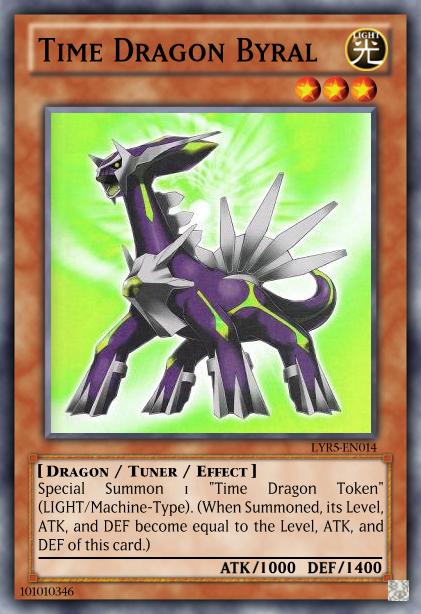 TIME DRAGON BYRAL
LIGHT
光
LYR5-EN014
[ DRAGON / TUNER / EFFECT ]
Special Summon 1 "Time Dragon Token"
(LIGHT/Machine-Type). (When Summoned, its Level,
ATK, and DEF become equal to the Level, ATK, and
DEF of this card.)
ATK/1000 DEF/1400
101010346